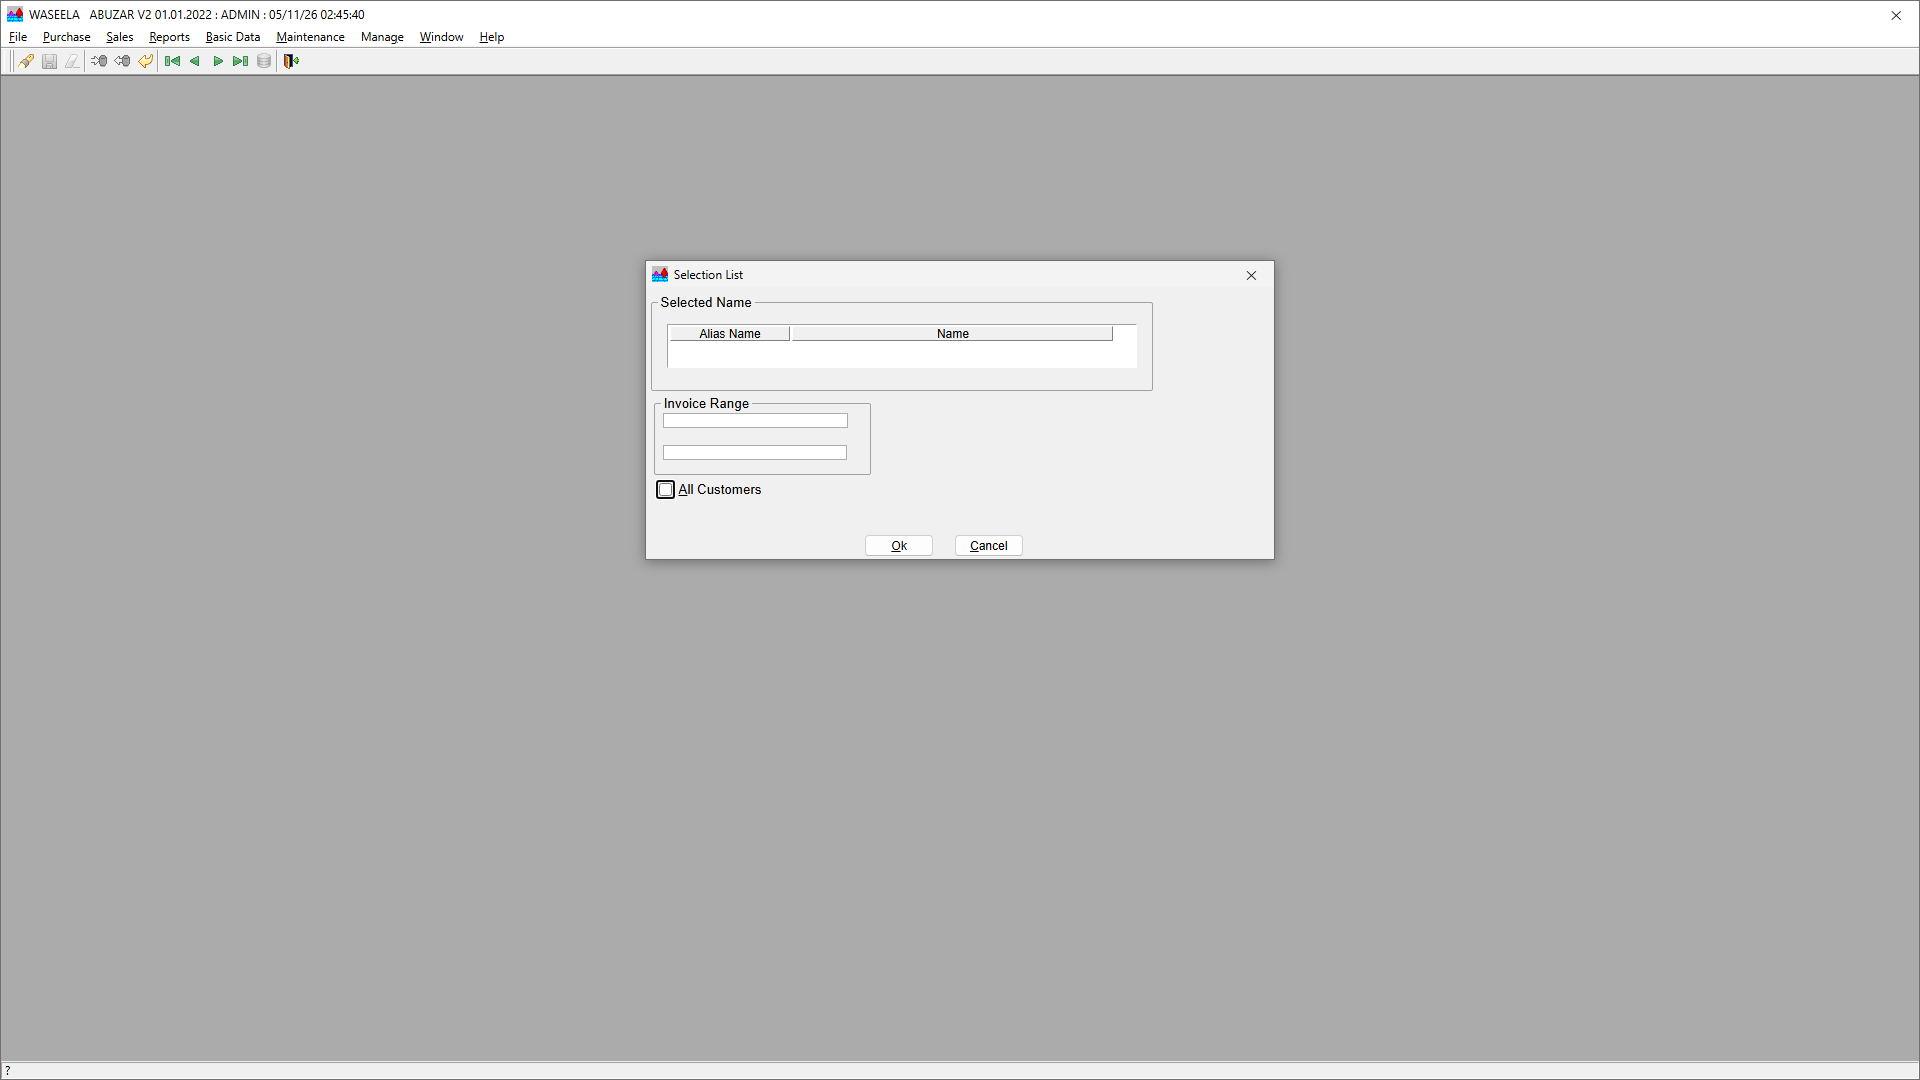 WASEELA   ABUZAR V2 01.01.2022 : ADMIN : 05/11/26 02:45:40
File Purchase Sales Reports Basic Data Maintenance Manage Window Help
Selection List
Selected Name
Alias Name Name
Invoice Range
All Customers
Ok Cancel
?